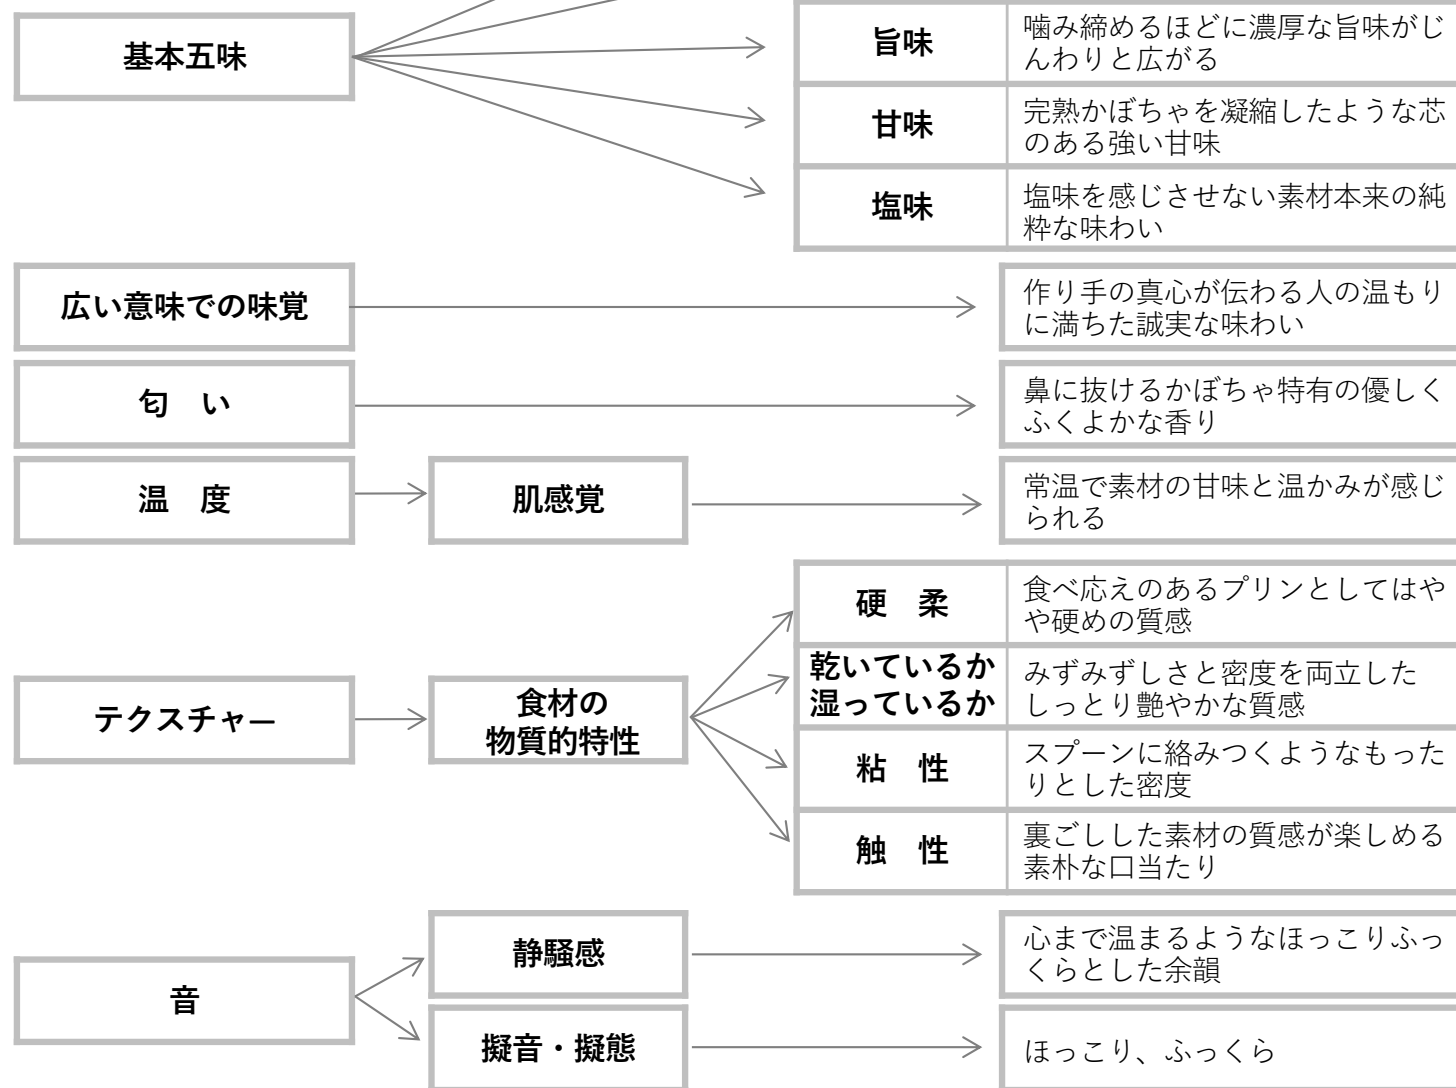 基本五味
旨味
噛み締めるほどに濃厚な旨味がじ
んわりと広がる
甘味
完熟かぼちゃを凝縮したような芯
のある強い甘味
塩味
塩味を感じさせない素材本来の純
粋な味わい
広い意味での味覚
作り手の真心が伝わる人の温もり
に満ちた誠実な味わい
匂　い
鼻に抜けるかぼちゃ特有の優しく
ふくよかな香り
温　度
肌感覚
常温で素材の甘味と温かみが感じ
られる
テクスチャー
食材の
物質的特性
硬　柔
食べ応えのあるプリンとしてはや
や硬めの質感
乾いているか
湿っているか
みずみずしさと密度を両立した
しっとり艶やかな質感
粘　性
スプーンに絡みつくようなもった
りとした密度
触　性
裏ごしした素材の質感が楽しめる
素朴な口当たり
音
静騒感
心まで温まるようなほっこりふっ
くらとした余韻
擬音・擬態
ほっこり、ふっくら